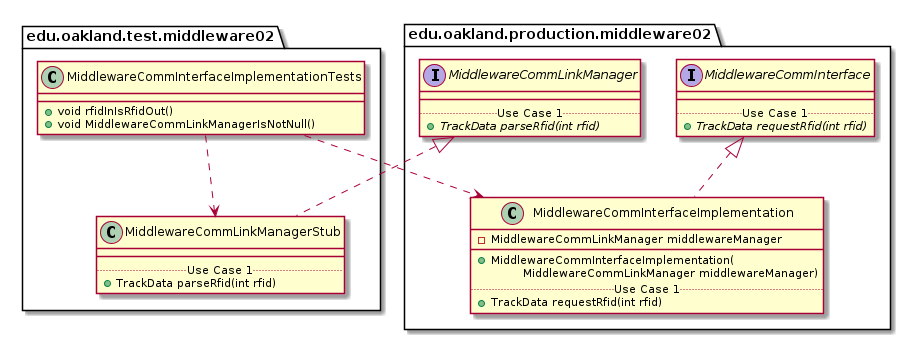 edu.oakland.test.middleware02
C MiddlewareCommInterfaceImplementationTests
void rfidInIsRfidOut()
void MiddlewareCommLinkManagerIsNotNull()
C MiddlewareCommLinkManagerStub
Use Case 1
TrackData parseRfid(int rfid)
edu.oakland.production.middleware02
I MiddlewareCommLinkManager
Use Case 1
TrackData parseRfid(int rfid)
I MiddlewareCommInterface
Use Case 1
TrackData requestRfid(int rfid)
C MiddlewareCommInterfaceImplementation
MiddlewareCommLinkManager middlewareManager
MiddlewareCommInterfaceImplementation(
MiddlewareCommLinkManager middlewareManager)
Use Case 1
TrackData requestRfid(int rfid)